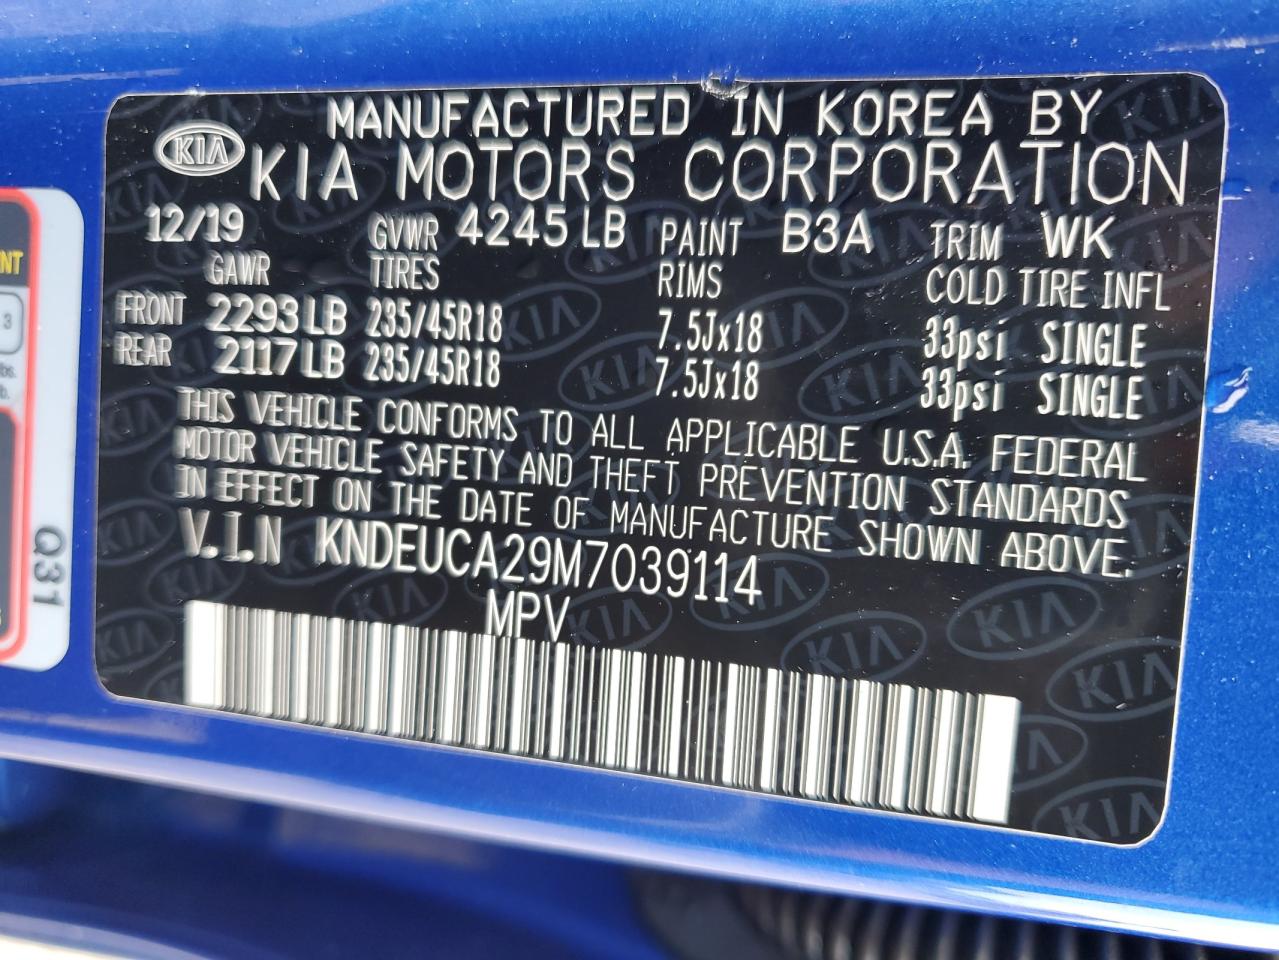 MANUFACTURED IN KOREA BY
KIA KIA MOTORS CORPORATION
12/19 GVWR 4245 LB PAINT B3A TRIM WK
GAWR TIRES RIMS COLD TIRE INFL
FRONT 2293 LB 235/45R18 7.5Jx18 33psi SINGLE
REAR 2117 LB 235/45R18 7.5Jx18 33psi SINGLE
THIS VEHICLE CONFORMS TO ALL APPLICABLE U.S.A. FEDERAL
MOTOR VEHICLE SAFETY AND THEFT PREVENTION STANDARDS
IN EFFECT ON THE DATE OF MANUFACTURE SHOWN ABOVE.
V.I.N KNDEUCA29M7039114
MPV
Q31
3